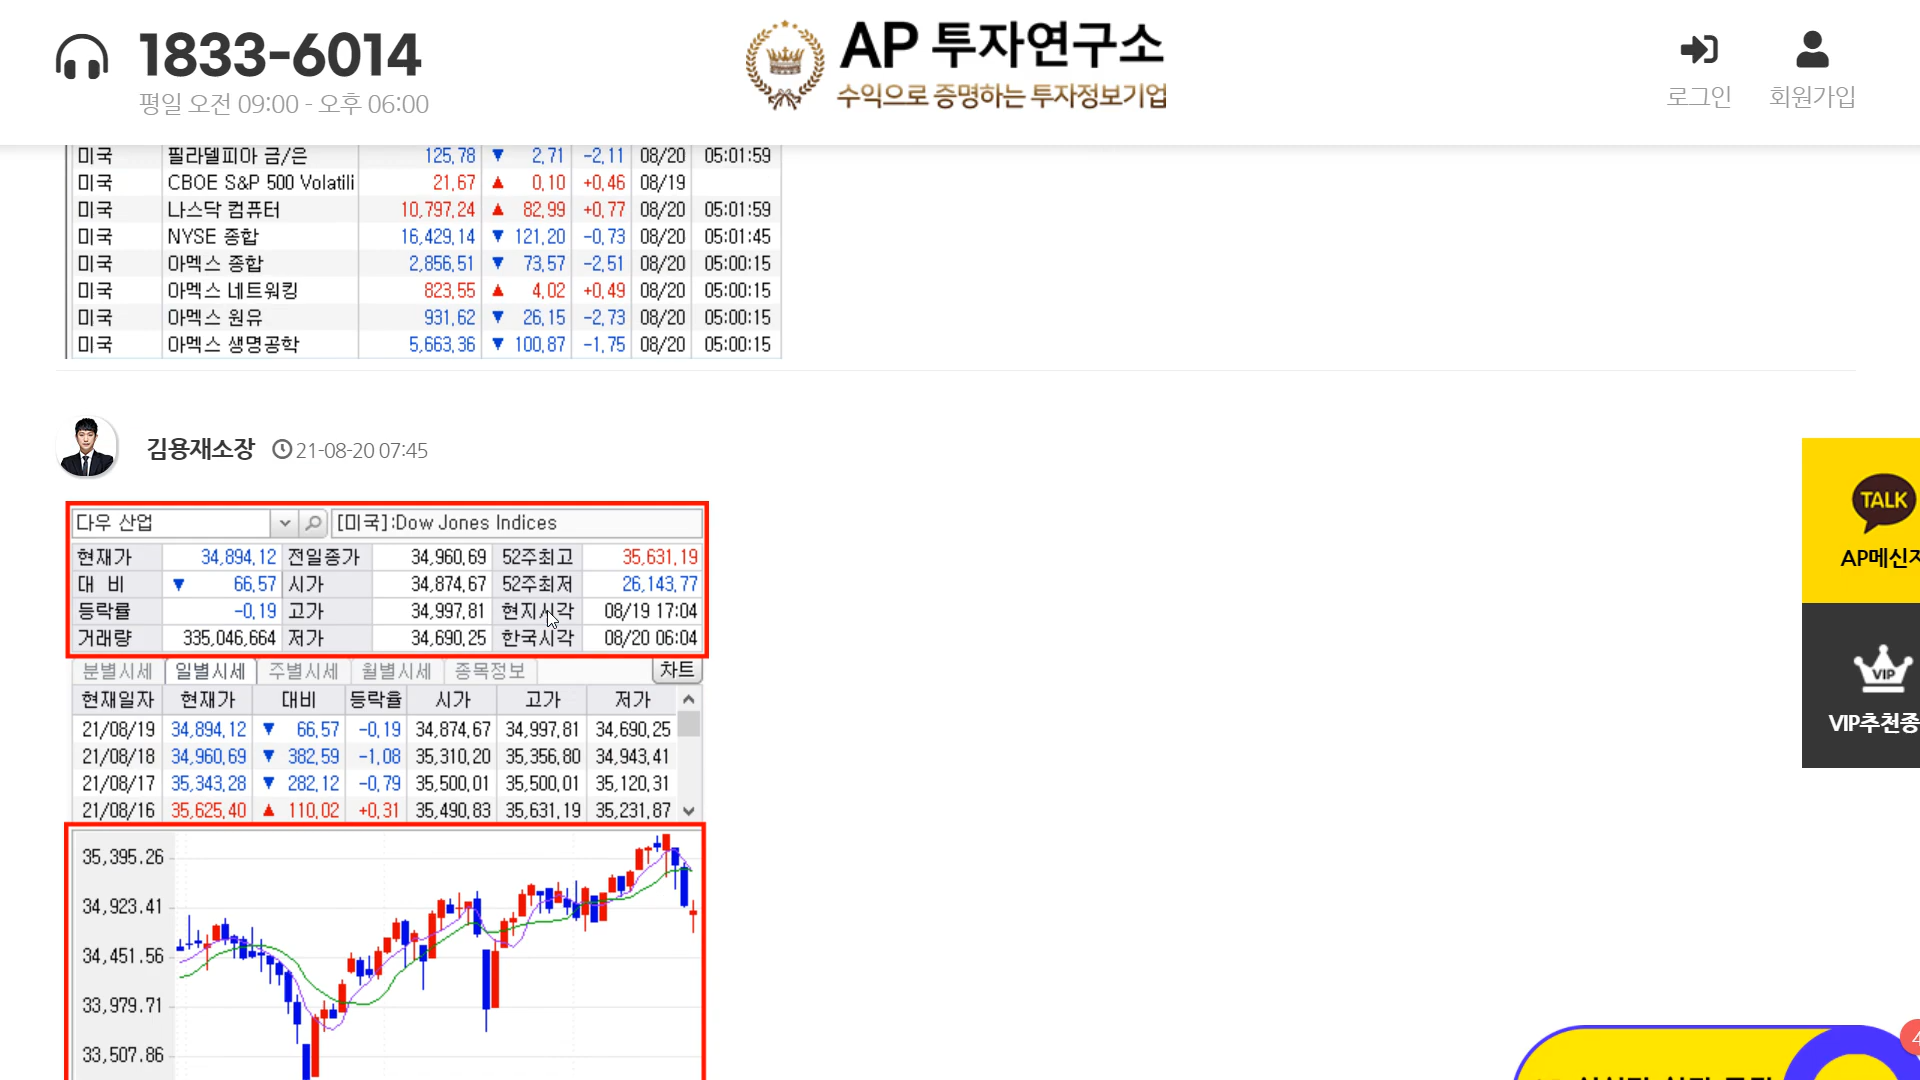 1833-6014
평일 오전 09:00 - 오후 06:00
AP 투자연구소
수익으로 증명하는 투자정보기업
로그인
회원가입
미국 필라델피아 금/은 125,78 ▼ 2,71 -2,11 08/20 05:01:59
미국 CBOE S&P 500 Volatili 21,67 ▲ 0,10 +0,46 08/19
미국 나스닥 컴퓨터 10,797,24 ▲ 82,99 +0,77 08/20 05:01:59
미국 NYSE 종합 16,429,14 ▼ 121,20 -0,73 08/20 05:01:45
미국 아멕스 종합 2,856,51 ▼ 73,57 -2,51 08/20 05:00:15
미국 아멕스 네트워킹 823,55 ▲ 4,02 +0,49 08/20 05:00:15
미국 아멕스 원유 931,62 ▼ 26,15 -2,73 08/20 05:00:15
미국 아멕스 생명공학 5,663,36 ▼ 100,87 -1,75 08/20 05:00:15
김용재소장 21-08-20 07:45
다우 산업 [미국]:Dow Jones Indices
현재가 34,894,12 전일종가 34,960,69 52주최고 35,631,19
대 비 ▼ 66,57 시가 34,874,67 52주최저 26,143,77
등락률 -0,19 고가 34,997,81 현지시각 08/19 17:04
거래량 335,046,664 저가 34,690,25 한국시각 08/20 06:04
분별시세 일별시세 주별시세 월별시세 종목정보 차트
현재일자 현재가 대비 등락율 시가 고가 저가
21/08/19 34,894,12 ▼ 66,57 -0,19 34,874,67 34,997,81 34,690,25
21/08/18 34,960,69 ▼ 382,59 -1,08 35,310,20 35,356,80 34,943,41
21/08/17 35,343,28 ▼ 282,12 -0,79 35,500,01 35,500,01 35,120,31
21/08/16 35,625,40 ▲ 110,02 +0,31 35,490,83 35,631,19 35,231,87
35,395.26
34,923.41
34,451.56
33,979.71
33,507.86
TALK
AP메신저
VIP
VIP추천종